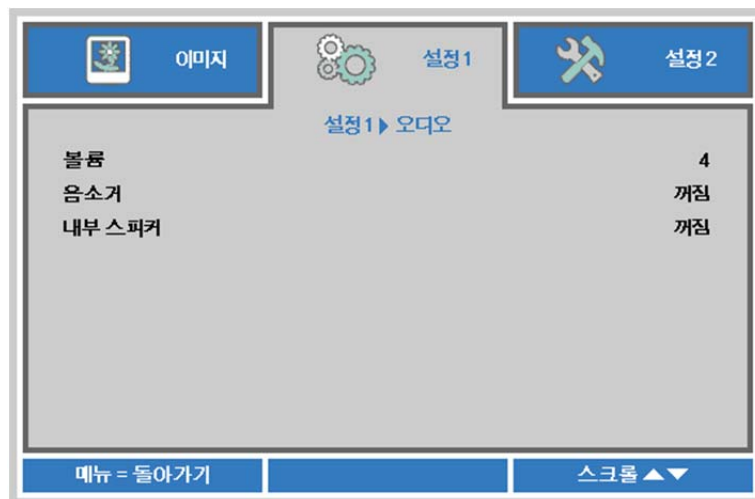 이미지 설정 1 설정 2
설정 1 ▶ 오디오
볼륨 4
음소거 꺼짐
내부 스피커 꺼짐
메뉴 = 돌아가기 스크롤 ▲▼